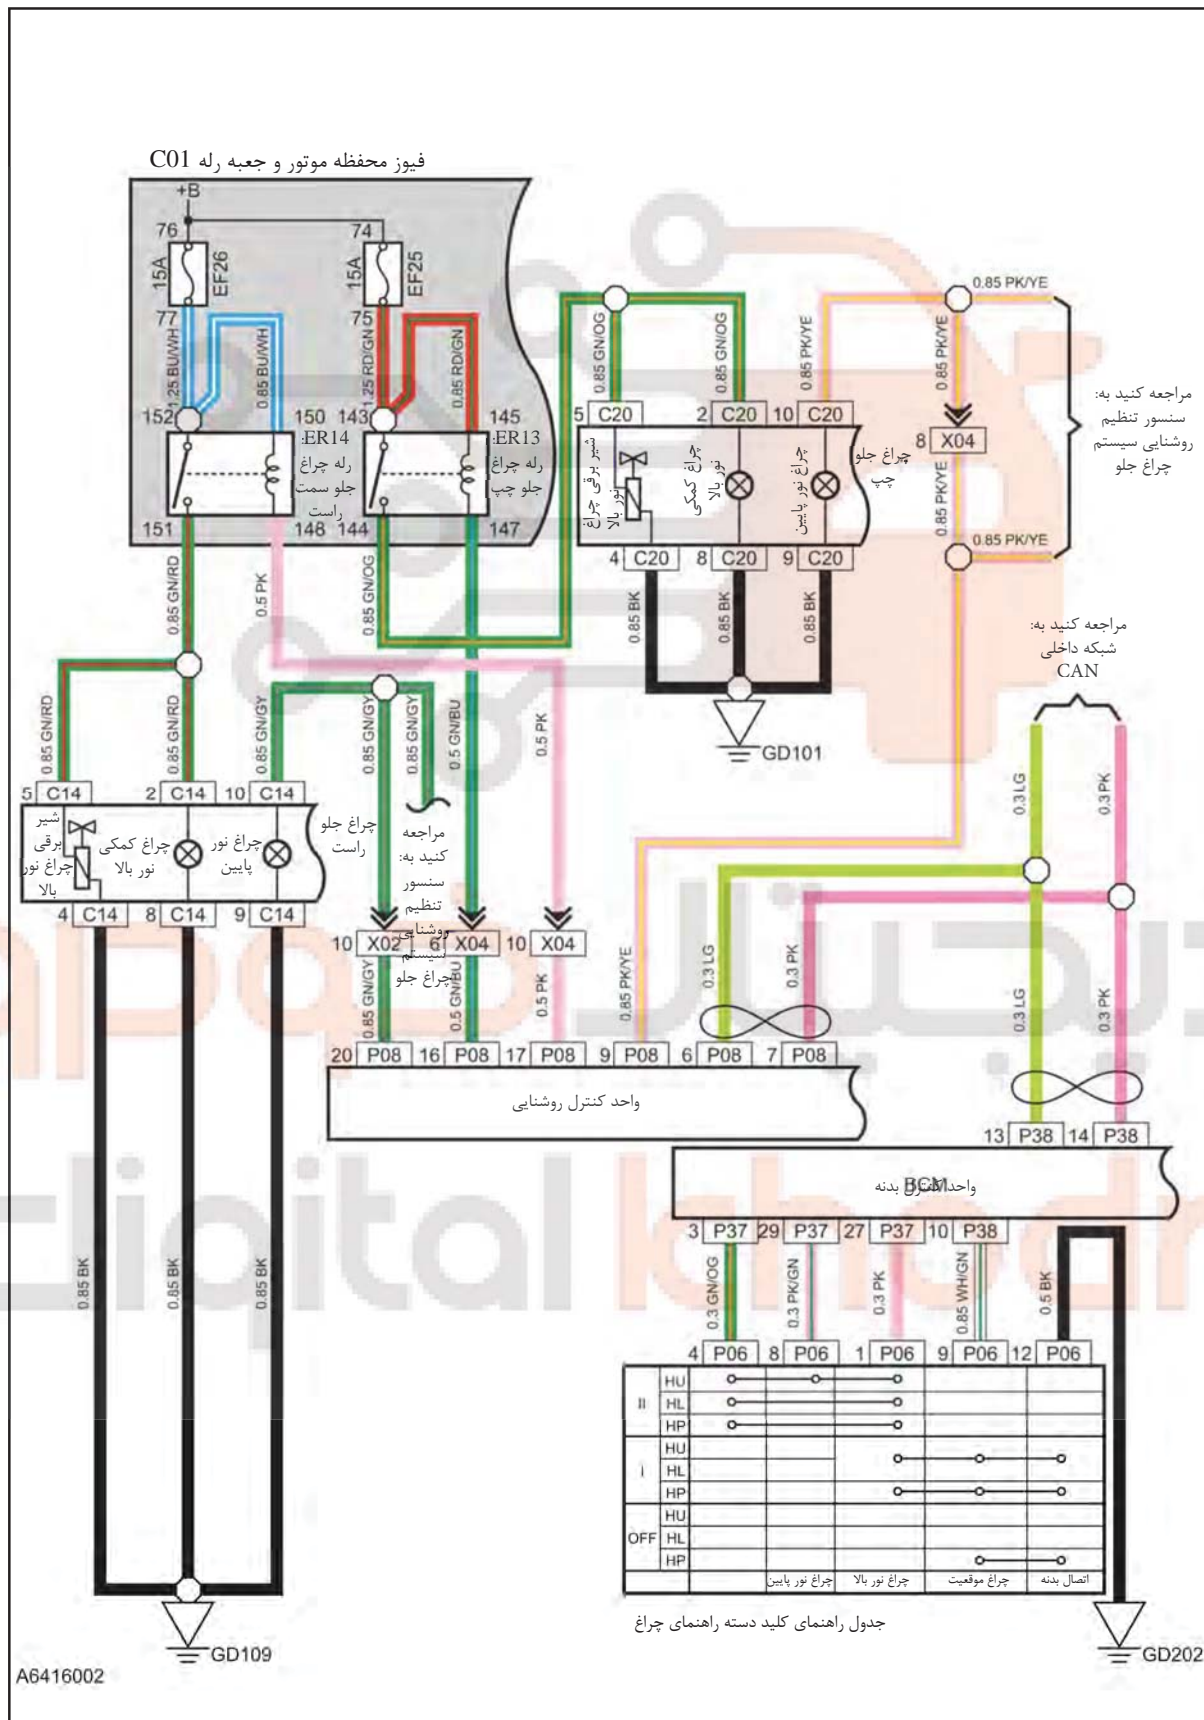 فیوز محفظه موتور و جعبه رله C01
+B
76
74
15A
EF26
15A
EF25
77
75
1.25 BU/WH
0.85 BU/WH
1.25 RD/GN
0.85 RD/GN
152
150
143
145
ER14:
رله چراغ
جلو سمت
راست
ER13:
رله چراغ
جلو چپ
151
148
144
147
0.85 GN/RD
0.5 PK
0.85 GN/OG
0.85 GN/OG
0.85 GN/OG
0.85 PK/YE
0.85 PK/YE
0.85 PK/YE
5 C20
2 C20
10 C20
8 X04
شیر برقی چراغ
نور بالا
چراغ کمکی
نور بالا
چراغ نور پایین
چراغ جلو
چپ
4 C20
8 C20
9 C20
0.85 BK
0.85 BK
0.85 BK
GD101
0.85 PK/YE
0.85 PK/YE
مراجعه کنید به:
سنسور تنظیم
روشنایی سیستم
چراغ جلو
مراجعه کنید به:
شبکه داخلی
CAN
0.85 GN/RD
0.85 GN/RD
0.85 GN/GY
0.85 GN/GY
0.85 GN/GY
0.5 GN/BU
0.5 PK
0.3 LG
0.3 PK
5 C14
2 C14
10 C14
شیر
برقی
چراغ نور
بالا
چراغ کمکی
نور بالا
چراغ نور
پایین
چراغ جلو
راست
مراجعه
کنید به:
سنسور
تنظیم
روشنایی
سیستم
چراغ جلو
4 C14
8 C14
9 C14
10 X02
6 X04
10 X04
0.85 GN/GY
0.5 GN/BU
0.5 PK
0.85 PK/YE
0.3 LG
0.3 PK
0.3 LG
0.3 PK
20 P08
16 P08
17 P08
9 P08
6 P08
7 P08
واحد کنترل روشنایی
13 P38
14 P38
واحد کنترل بدنه
BCM
3 P37
29 P37
27 P37
10 P38
0.3 GN/OG
0.3 PK/GN
0.3 PK
0.85 WH/GN
0.5 BK
4 P06
8 P06
1 P06
9 P06
12 P06
0.85 BK
0.85 BK
0.85 BK
II
HU
HL
HP
I
HU
HL
HP
OFF
HU
HL
HP
چراغ نور پایین
چراغ نور بالا
چراغ موقعیت
اتصال بدنه
جدول راهنمای کلید دسته راهنمای چراغ
GD109
GD202
A6416002
دیجیتال خودرو
digital khodro